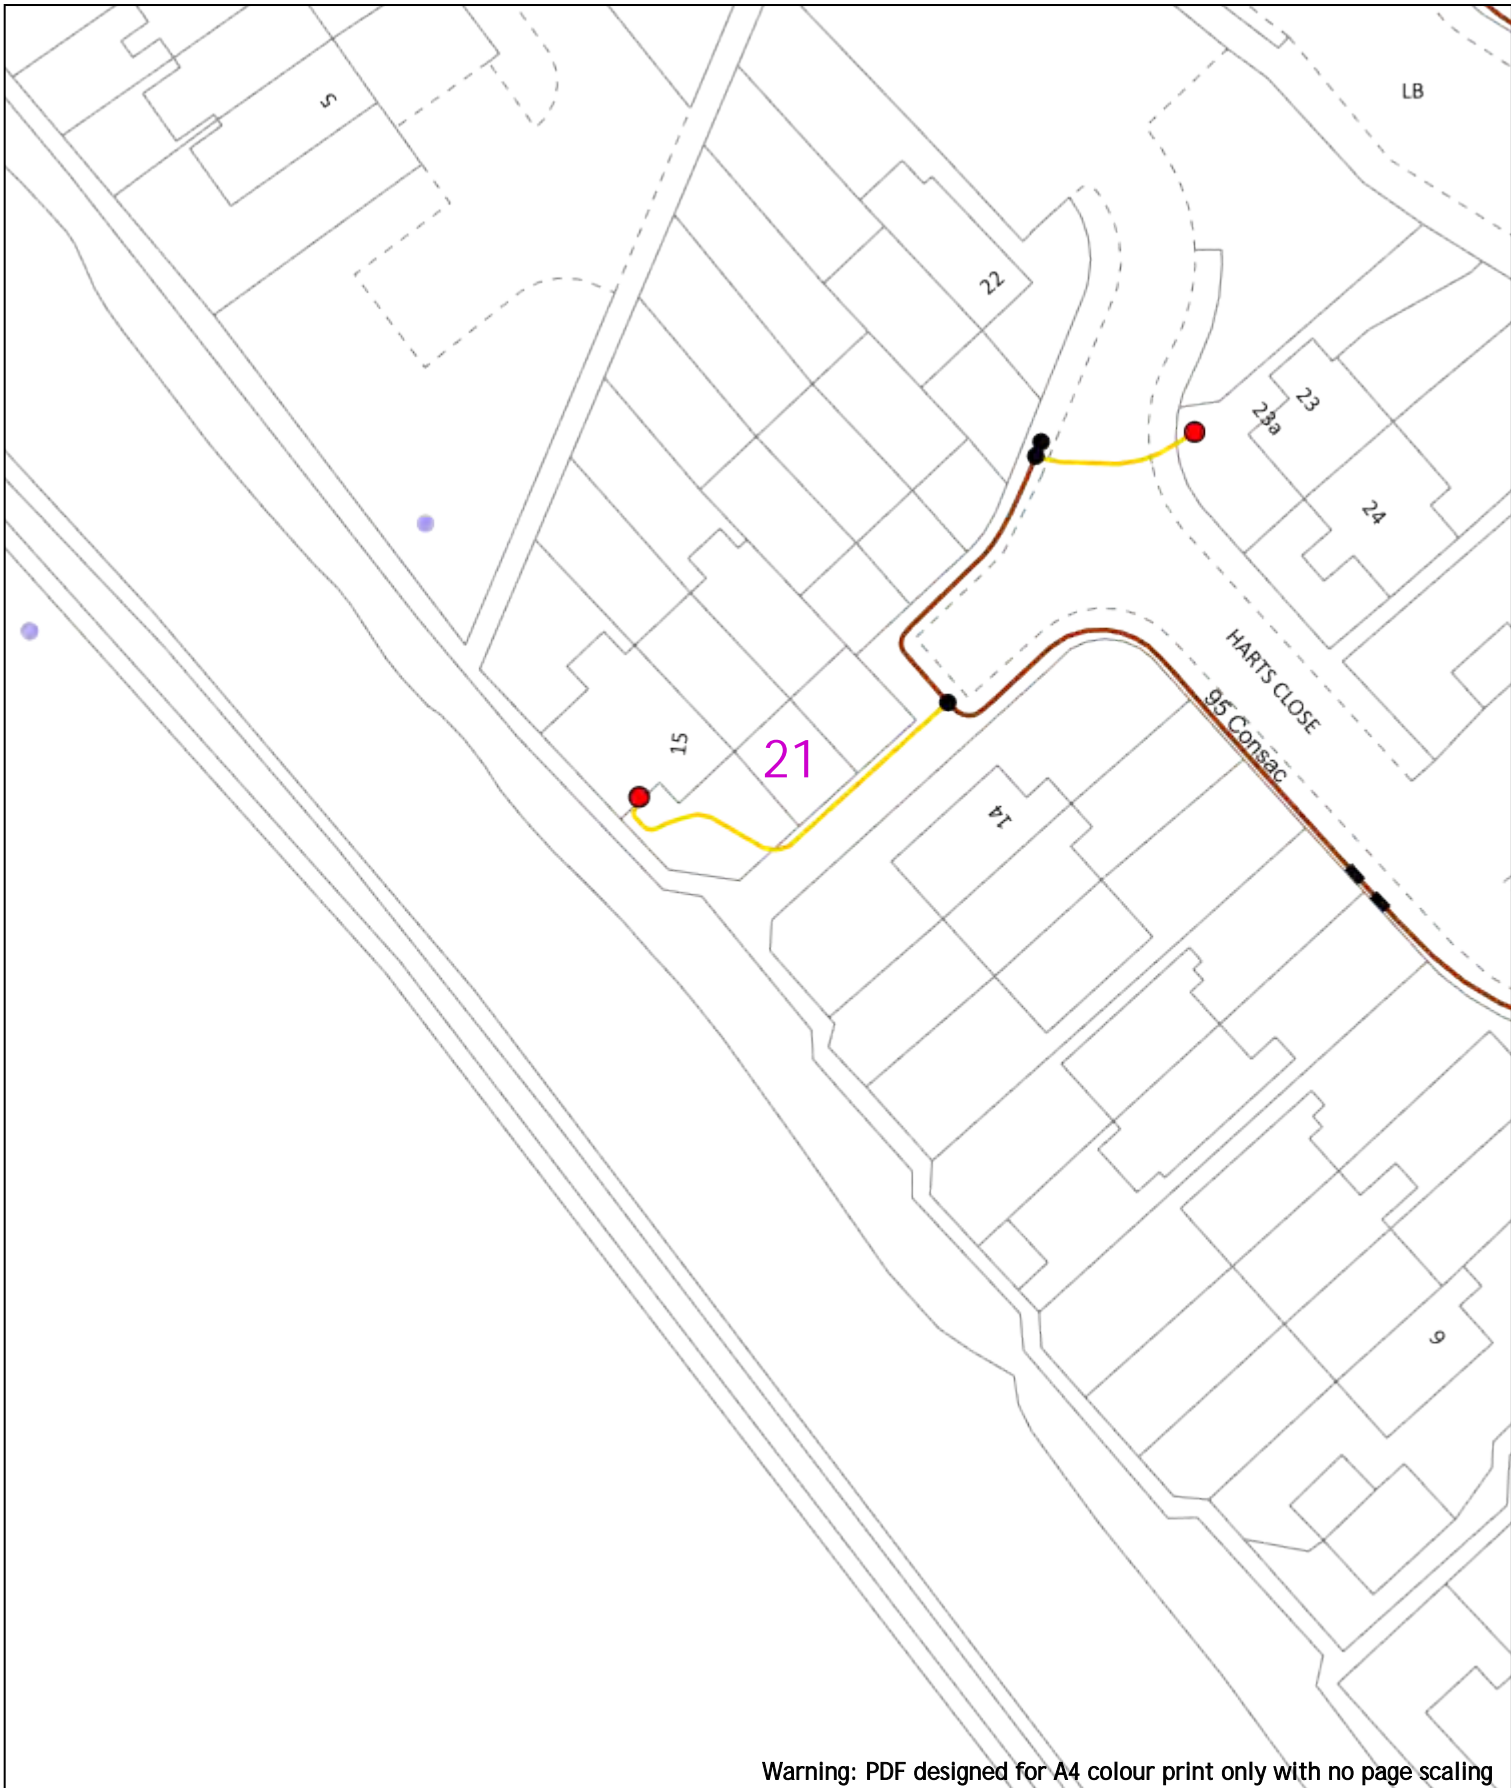 5
LB
22
23
23a
24
HARTS CLOSE
95 Consac
15
21
14
9
Warning: PDF designed for A4 colour print only with no page scaling